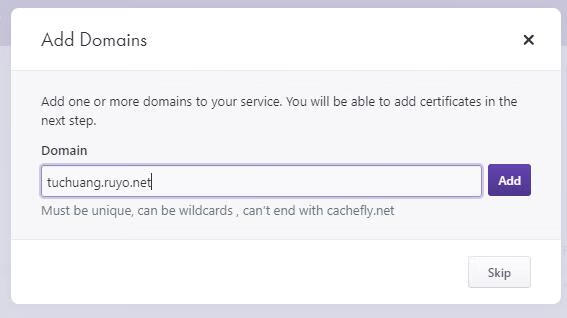 Add Domains
Add one or more domains to your service. You will be able to add certificates in the
next step.
Domain
tuchuang.ruyo.net
Add
Must be unique, can be wildcards , can't end with cachefly.net
Skip